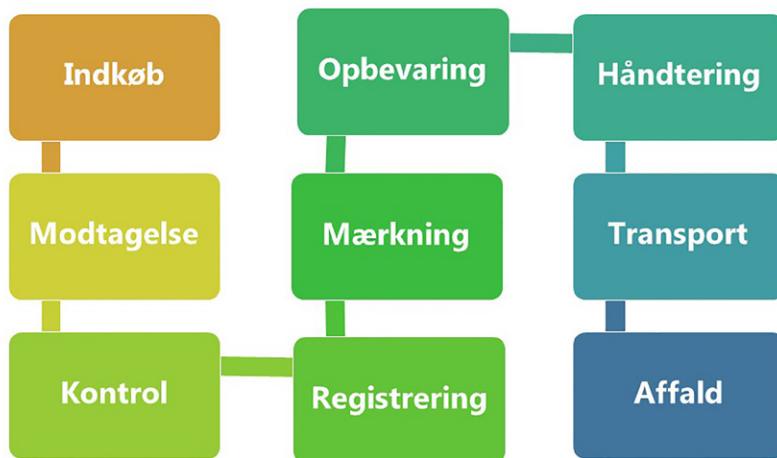 Indkøb
Modtagelse
Kontrol
Registrering
Mærkning
Opbevaring
Håndtering
Transport
Affald